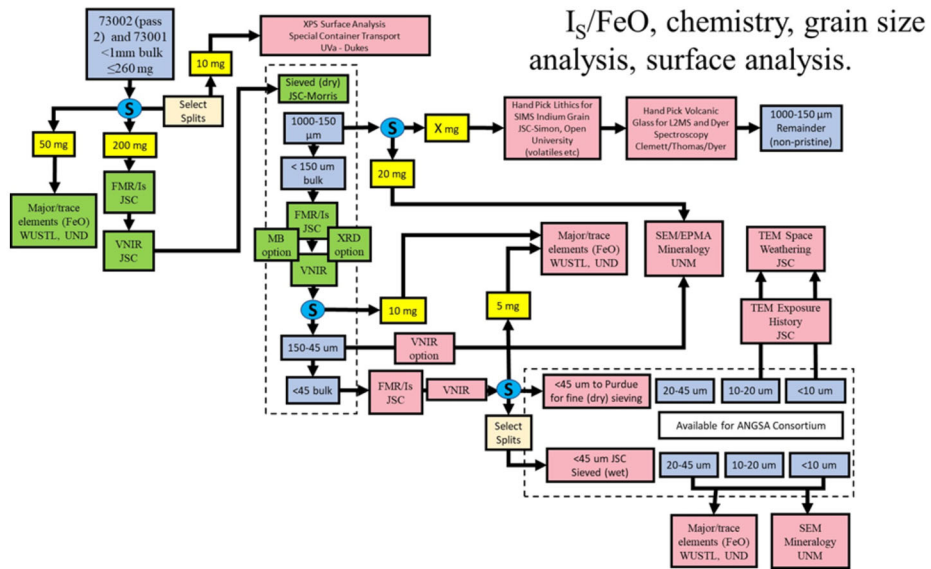 I_S/FeO, chemistry, grain size
analysis, surface analysis.
73002 (pass
2) and 73001
<1mm bulk
≤260 mg
10 mg
XPS Surface Analysis
Special Container Transport
UVa - Dukes
S
Select
Splits
50 mg
200 mg
Major/trace
elements (FeO)
WUSTL, UND
FMR/Is
JSC
VNIR
JSC
Sieved (dry)
JSC-Morris
1000-150
μm
S
X mg
Hand Pick Lithics for
SIMS Indium Grain
JSC-Simon, Open
University
(volatiles etc)
Hand Pick Volcanic
Glass for L2MS and Dyer
Spectroscopy
Clemett/Thomas/Dyer
1000-150 μm
Remainder
(non-pristine)
< 150 um
bulk
20 mg
FMR/Is
JSC
MB
option
XRD
option
VNIR
Major/trace
elements (FeO)
WUSTL, UND
SEM/EPMA
Mineralogy
UNM
TEM Space
Weathering
JSC
S
10 mg
5 mg
TEM Exposure
History
JSC
150-45 um
VNIR
option
<45 bulk
FMR/Is
JSC
VNIR
S
<45 um to Purdue
for fine (dry) sieving
20-45 um
10-20 um
<10 um
Select
Splits
Available for ANGSA Consortium
<45 um JSC
Sieved (wet)
20-45 um
10-20 um
<10 um
Major/trace
elements (FeO)
WUSTL, UND
SEM
Mineralogy
UNM